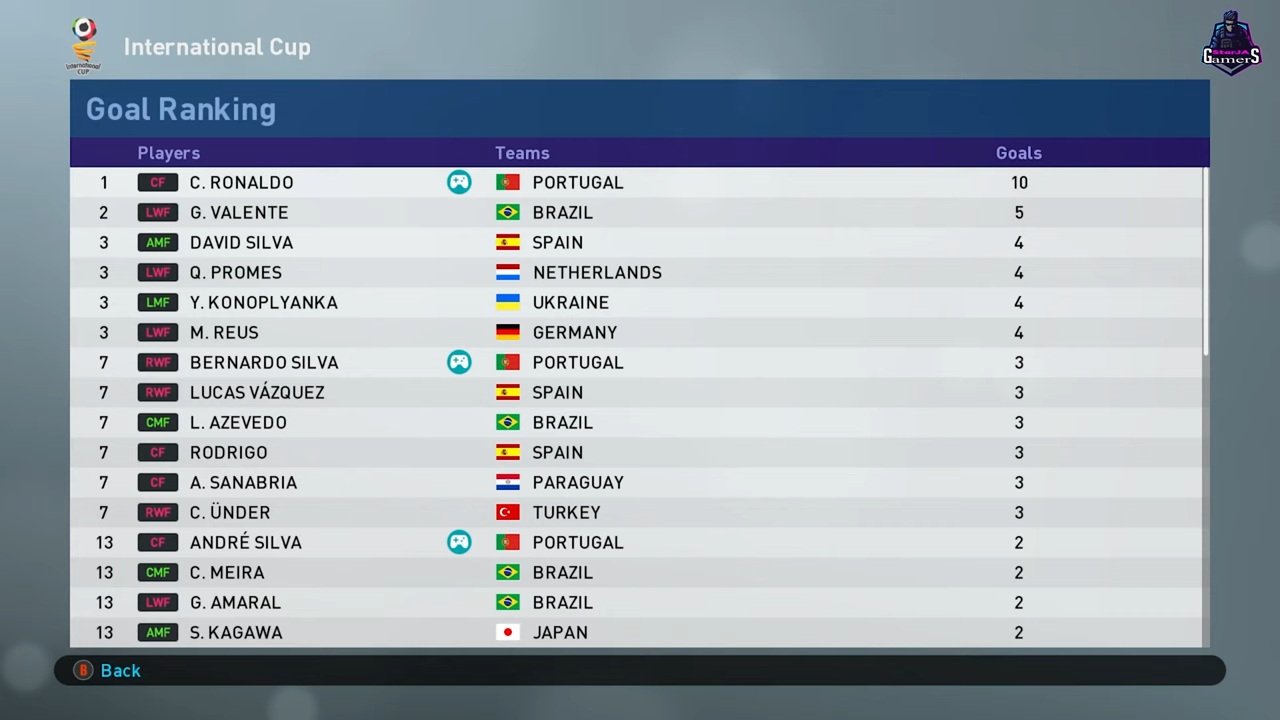 International Cup
International
CUP
StarJA
GamerS
Goal Ranking
Players Teams Goals
1 CF C. RONALDO PORTUGAL 10
2 LWF G. VALENTE BRAZIL 5
3 AMF DAVID SILVA SPAIN 4
3 LWF Q. PROMES NETHERLANDS 4
3 LMF Y. KONOPLYANKA UKRAINE 4
3 LWF M. REUS GERMANY 4
7 RWF BERNARDO SILVA PORTUGAL 3
7 RWF LUCAS VÁZQUEZ SPAIN 3
7 CMF L. AZEVEDO BRAZIL 3
7 CF RODRIGO SPAIN 3
7 CF A. SANABRIA PARAGUAY 3
7 RWF C. ÜNDER TURKEY 3
13 CF ANDRÉ SILVA PORTUGAL 2
13 CMF C. MEIRA BRAZIL 2
13 LWF G. AMARAL BRAZIL 2
13 AMF S. KAGAWA JAPAN 2
B Back